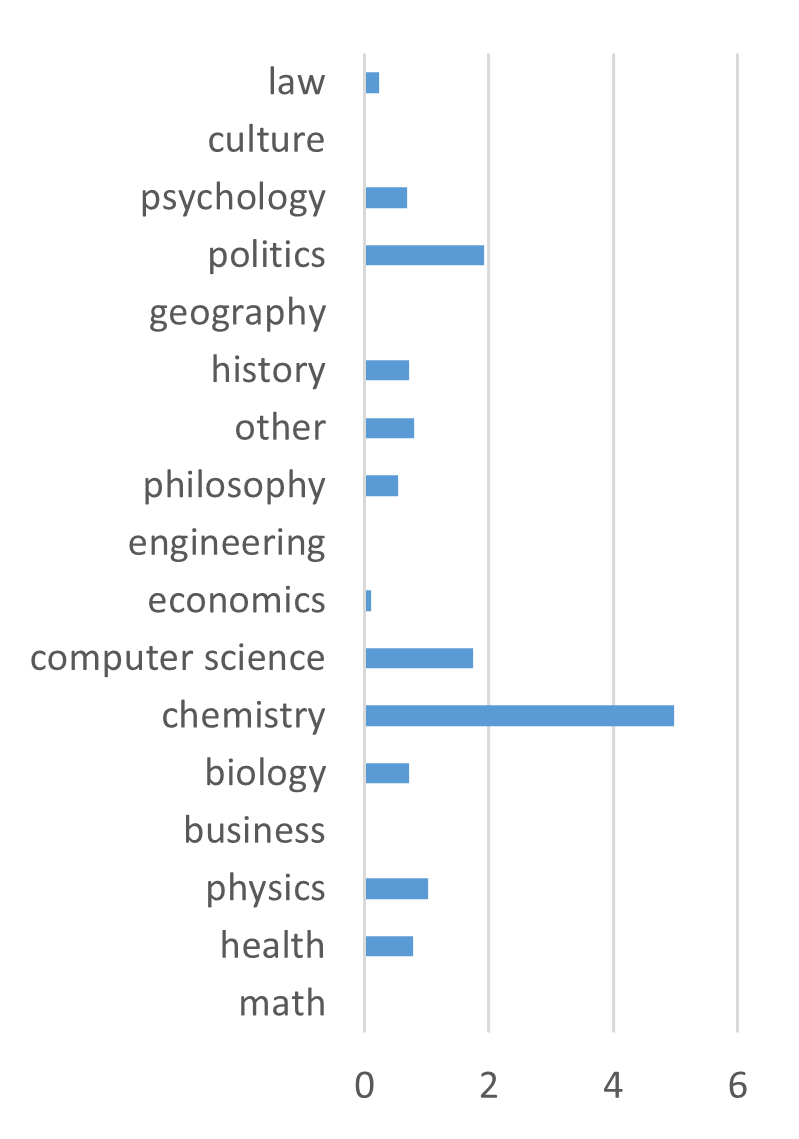 law
culture
psychology
politics
geography
history
other
philosophy
engineering
economics
computer science
chemistry
biology
business
physics
health
math
0 2 4 6